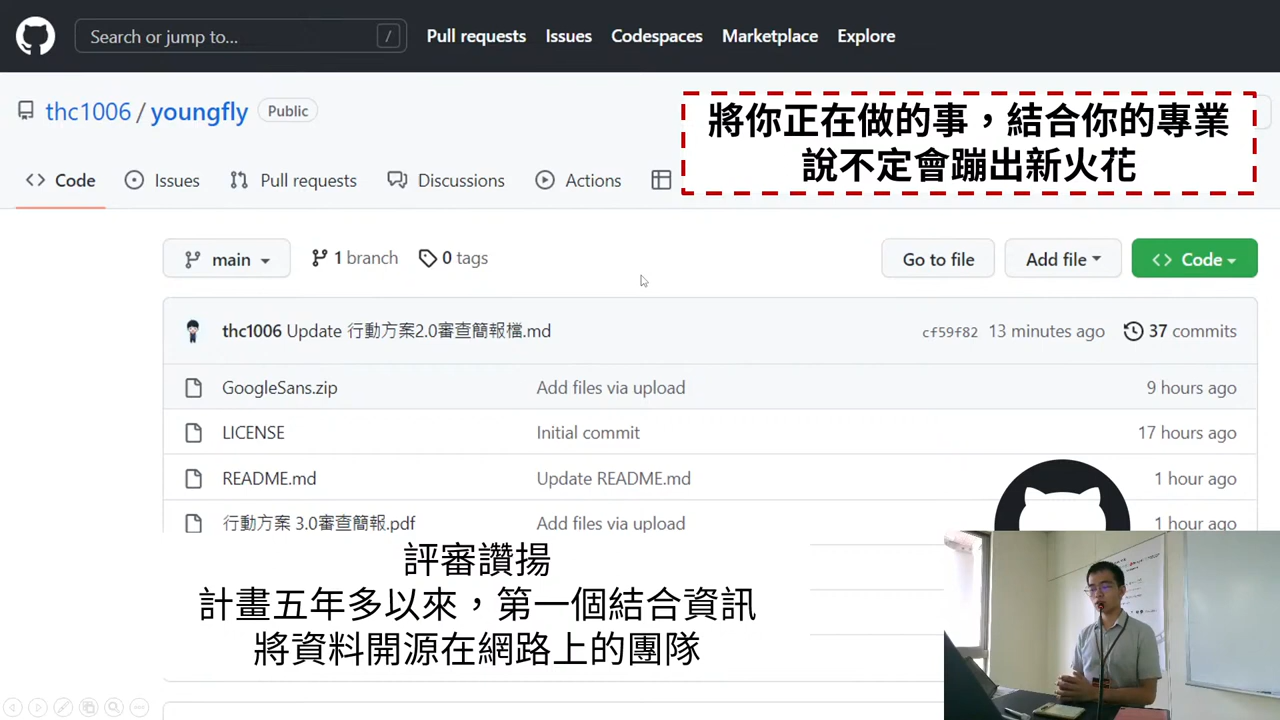 Search or jump to...
/
Pull requests
Issues
Codespaces
Marketplace
Explore
thc1006 / youngfly
Public
將你正在做的事，結合你的專業
說不定會蹦出新火花
Code
Issues
Pull requests
Discussions
Actions
main
1 branch
0 tags
Go to file
Add file
Code
thc1006 Update 行動方案2.0審查簡報檔.md
cf59f82 13 minutes ago
37 commits
GoogleSans.zip
Add files via upload
9 hours ago
LICENSE
Initial commit
17 hours ago
README.md
Update README.md
1 hour ago
行動方案 3.0審查簡報.pdf
Add files via upload
1 hour ago
評審讚揚
計畫五年多以來，第一個結合資訊
將資料開源在網路上的團隊